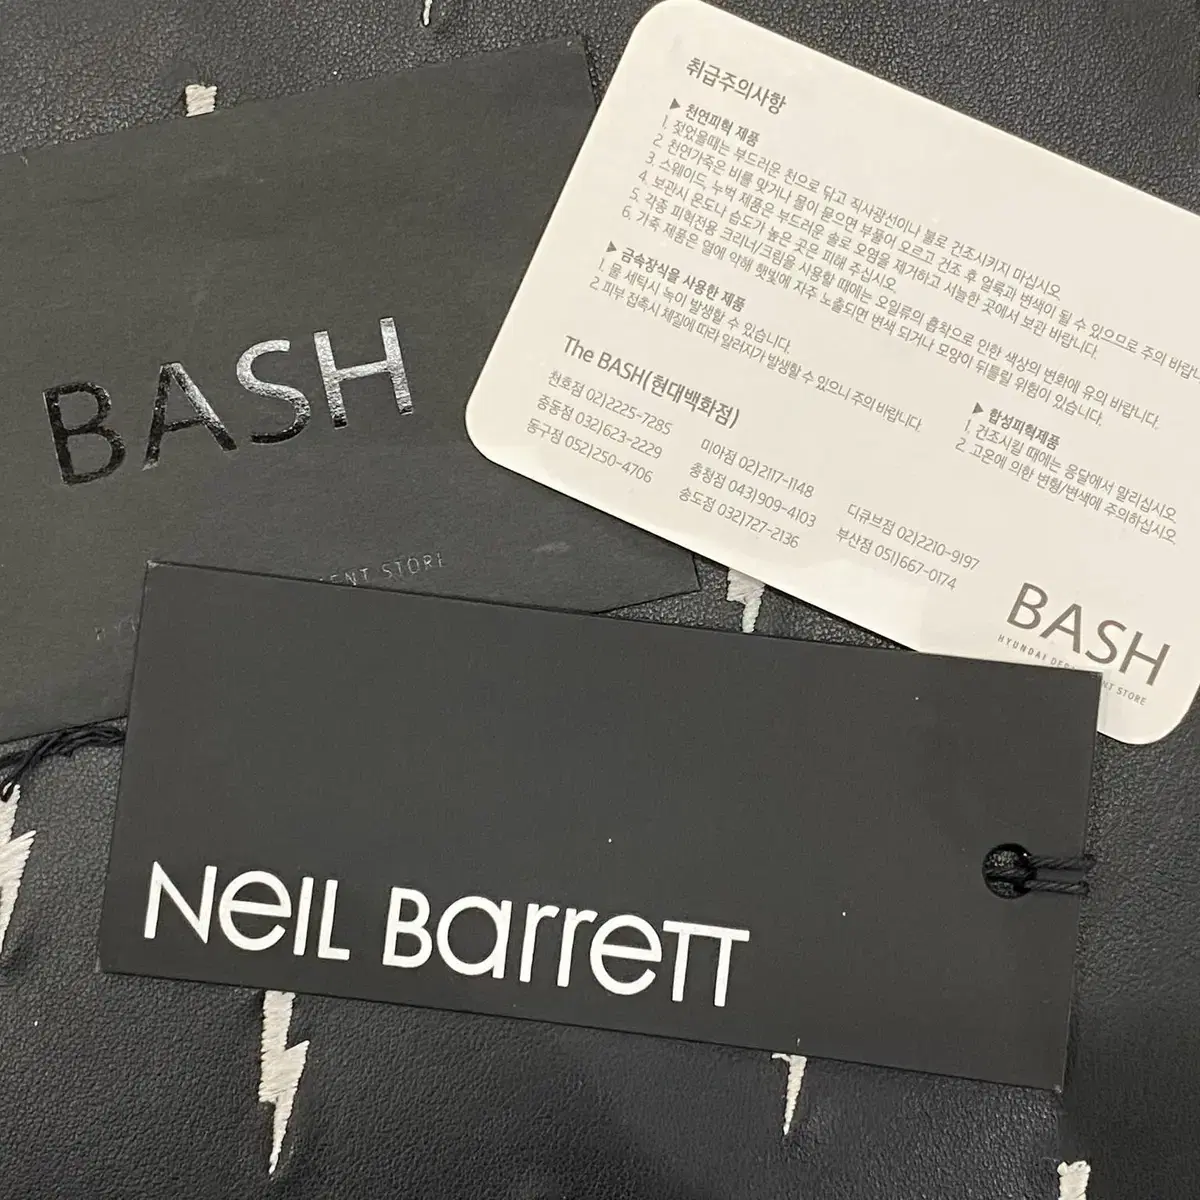 BASH
ENT STORE
취급주의사항
▶ 천연피혁 제품
1. 젖었을때는 부드러운 천으로 닦고 직사광선이나 불로 건조시키지 마십시오.
2. 천연가죽은 비를 맞거나 물이 묻으면 부풀어 오르고 건조 후 얼룩과 변색이 될 수 있으므로 주의 바랍니
3. 스웨이드, 누벅 제품은 부드러운 솔로 오염을 제거하고 서늘한 곳에서 보관 바랍니다.
4. 보관시 온도나 습도가 높은 곳은 피해 주십시오.
5. 각종 피혁전용 크리너/크림을 사용할 때에는 오일류의 흡착으로 인한 색상의 변화에 유의 바랍니다.
6. 가죽 제품은 열에 약해 햇빛에 자주 노출되면 변색 되거나 모양이 뒤틀릴 위험이 있습니다.
▶ 금속장식을 사용한 제품
1. 물 세탁시 녹이 발생할 수 있습니다.
2 피부 접촉시 체질에 따라 알러지가 발생할 수 있으니 주의 바랍니다.
▶ 합성피혁제품
1. 건조시킬 때에는 응달에서 말리십시오.
2. 고온에 의한 변형/변색에 주의하십시오.
The BASH(현대백화점)
천호점 02)2225-7285
중동점 032)623-2229
동구점 052)250-4706
미아점 02)2117-1148
충청점 043)909-4103
송도점 032)727-2136
디큐브점 02)2210-9197
부산점 051)667-0174
BASH
HYUNDAI DEP ENT STORE
NEIL BARRETT